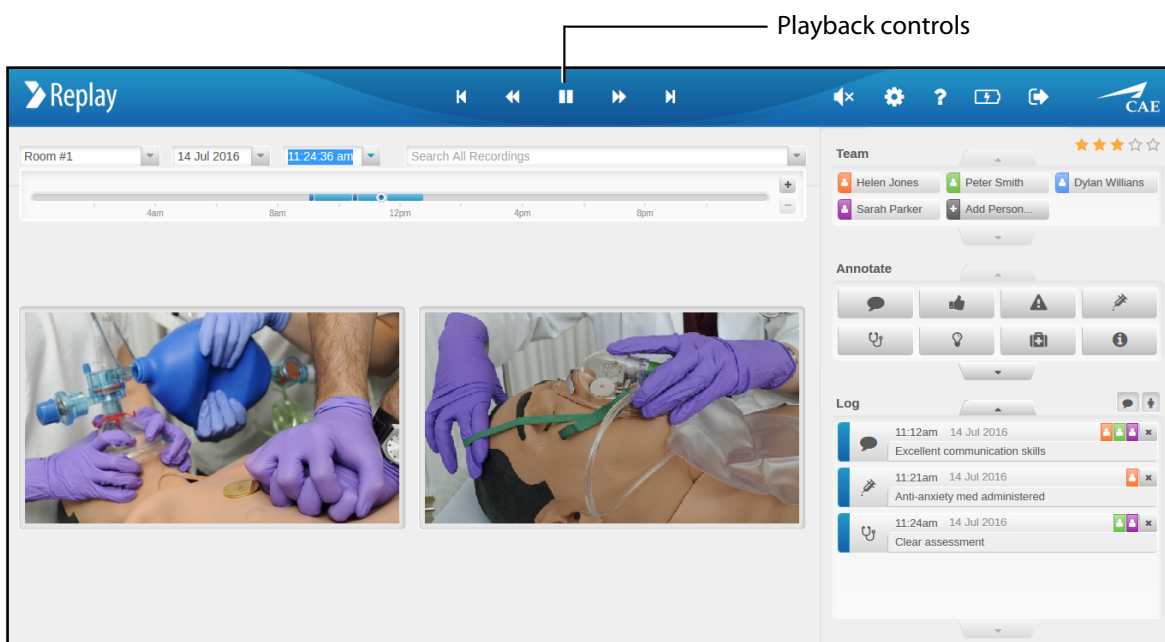 Playback controls
Replay
?
CAE
Room #1
14 Jul 2016
11:24:36 am
Search All Recordings
4am 8am 12pm 4pm 8pm
Team
Helen Jones Peter Smith Dylan Willians
Sarah Parker Add Person...
Annotate
Log
11:12am 14 Jul 2016
Excellent communication skills
11:21am 14 Jul 2016
Anti-anxiety med administered
11:24am 14 Jul 2016
Clear assessment